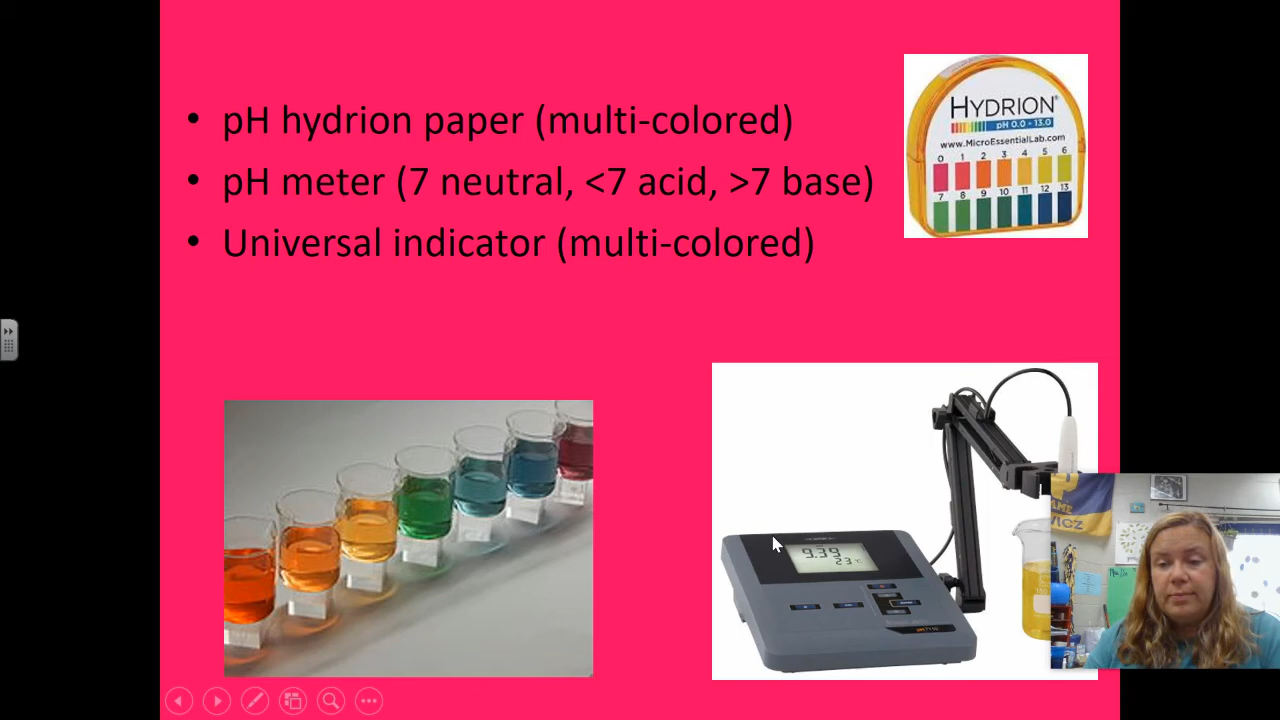 • pH hydrion paper (multi-colored)
• pH meter (7 neutral, <7 acid, >7 base)
• Universal indicator (multi-colored)
HYDRION®
pH 0.0 - 13.0
www.MicroEssentialLab.com
0 1 2 3 4 5 6
7 8 9 10 11 12 13
9.39
23 °C